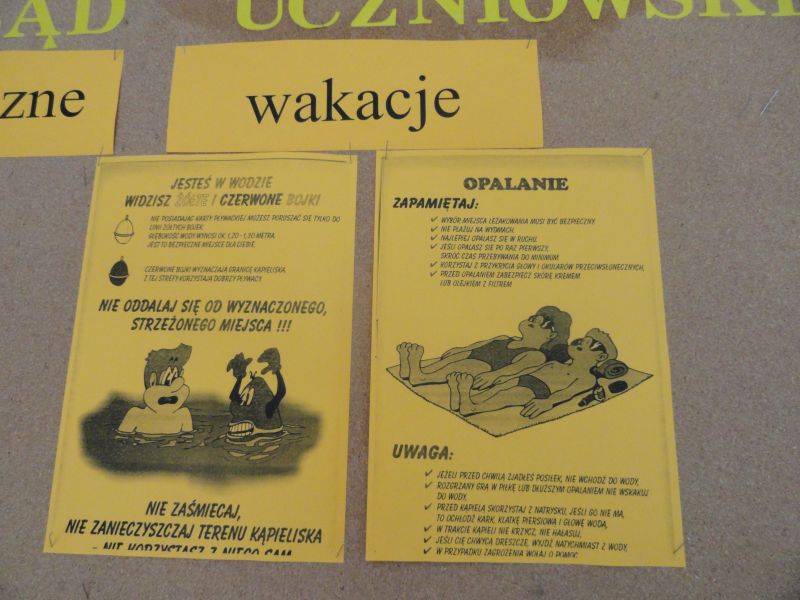 ĄD UCZNIOWSKI
zne
wakacje
JESTEŚ W WODZIE
WIDZISZ ŻÓŁTE I CZERWONE BOJKI
NIE POSIADAJĄC KARTY PŁYWACKIEJ MOŻESZ PORUSZAĆ SIĘ TYLKO DO
LINII ŻÓŁTYCH BOJEK.
GŁĘBOKOŚĆ WODY WYNOSI OK. 1,20 - 1,30 METRA.
JEST TO BEZPIECZNE MIEJSCE DLA CIEBIE.
CZERWONE BOJKI WYZNACZAJĄ GRANICĘ KĄPIELISKA.
Z TEJ STREFY KORZYSTAJĄ DOBRZY PŁYWACY
NIE ODDALAJ SIĘ OD WYZNACZONEGO,
STRZEŻONEGO MIEJSCA !!!
NIE ZAŚMIECAJ,
NIE ZANIECZYSZCZAJ TERENU KĄPIELISKA
- NIE KORZYSTASZ Z NIEGO SAM
OPALANIE
ZAPAMIĘTAJ:
✓ WYBÓR MIEJSCA LEŻAKOWANIA MUSI BYĆ BEZPIECZNY.
✓ NIE PLAŻUJ NA WYDMACH.
✓ NAJLEPIEJ OPALASZ SIĘ W RUCHU.
✓ JEŚLI OPALASZ SIĘ PO RAZ PIERWSZY,
SKRÓĆ CZAS PRZEBYWANIA DO MINIMUM
✓ KORZYSTAJ Z PRZYKRYCIA GŁOWY I OKULARÓW PRZECIWSŁONECZNYCH,
✓ PRZED OPALANIEM ZABEZPIECZ SKÓRĘ KREMEM
LUB OLEJKIEM Z FILTREM
UWAGA:
✓ JEŻELI PRZED CHWILĄ ZJADŁEŚ POSIŁEK, NIE WCHODŹ DO WODY,
✓ ROZGRZANY GRĄ W PIŁKĘ LUB DŁUŻSZYM OPALANIEM NIE WSKAKUJ
DO WODY.
✓ PRZED KĄPIELĄ SKORZYSTAJ Z NATRYSKU, JEŚLI GO NIE MA,
TO OCHŁODŹ KARK, KLATKĘ PIERSIOWĄ I GŁOWĘ WODĄ,
✓ W TRAKCIE KĄPIELI NIE KRZYCZ, NIE HAŁASUJ,
✓ JEŚLI CIĘ CHWYCĄ DRESZCZE, WYJDŹ NATYCHMIAST Z WODY,
✓ W PRZYPADKU ZAGROŻENIA WOŁAJ O POMOC